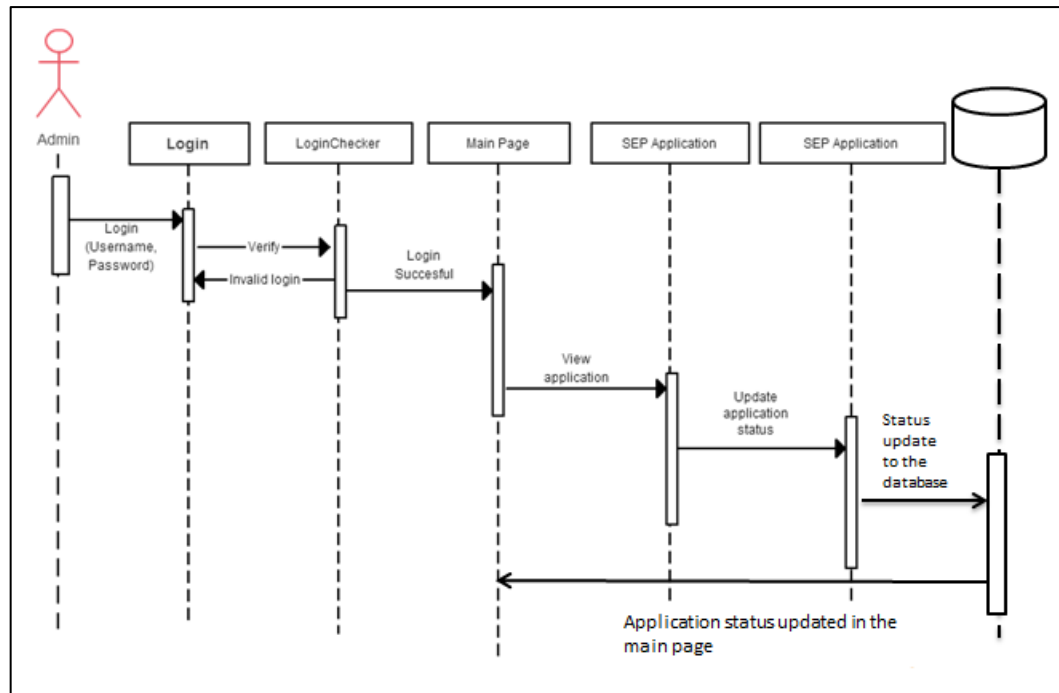 Admin
Login
LoginChecker
Main Page
SEP Application
SEP Application
Login
(Username,
Password)
Verify
Invalid login
Login
Succesful
View
application
Update
application
status
Status
update
to the
database
Application status updated in the
main page